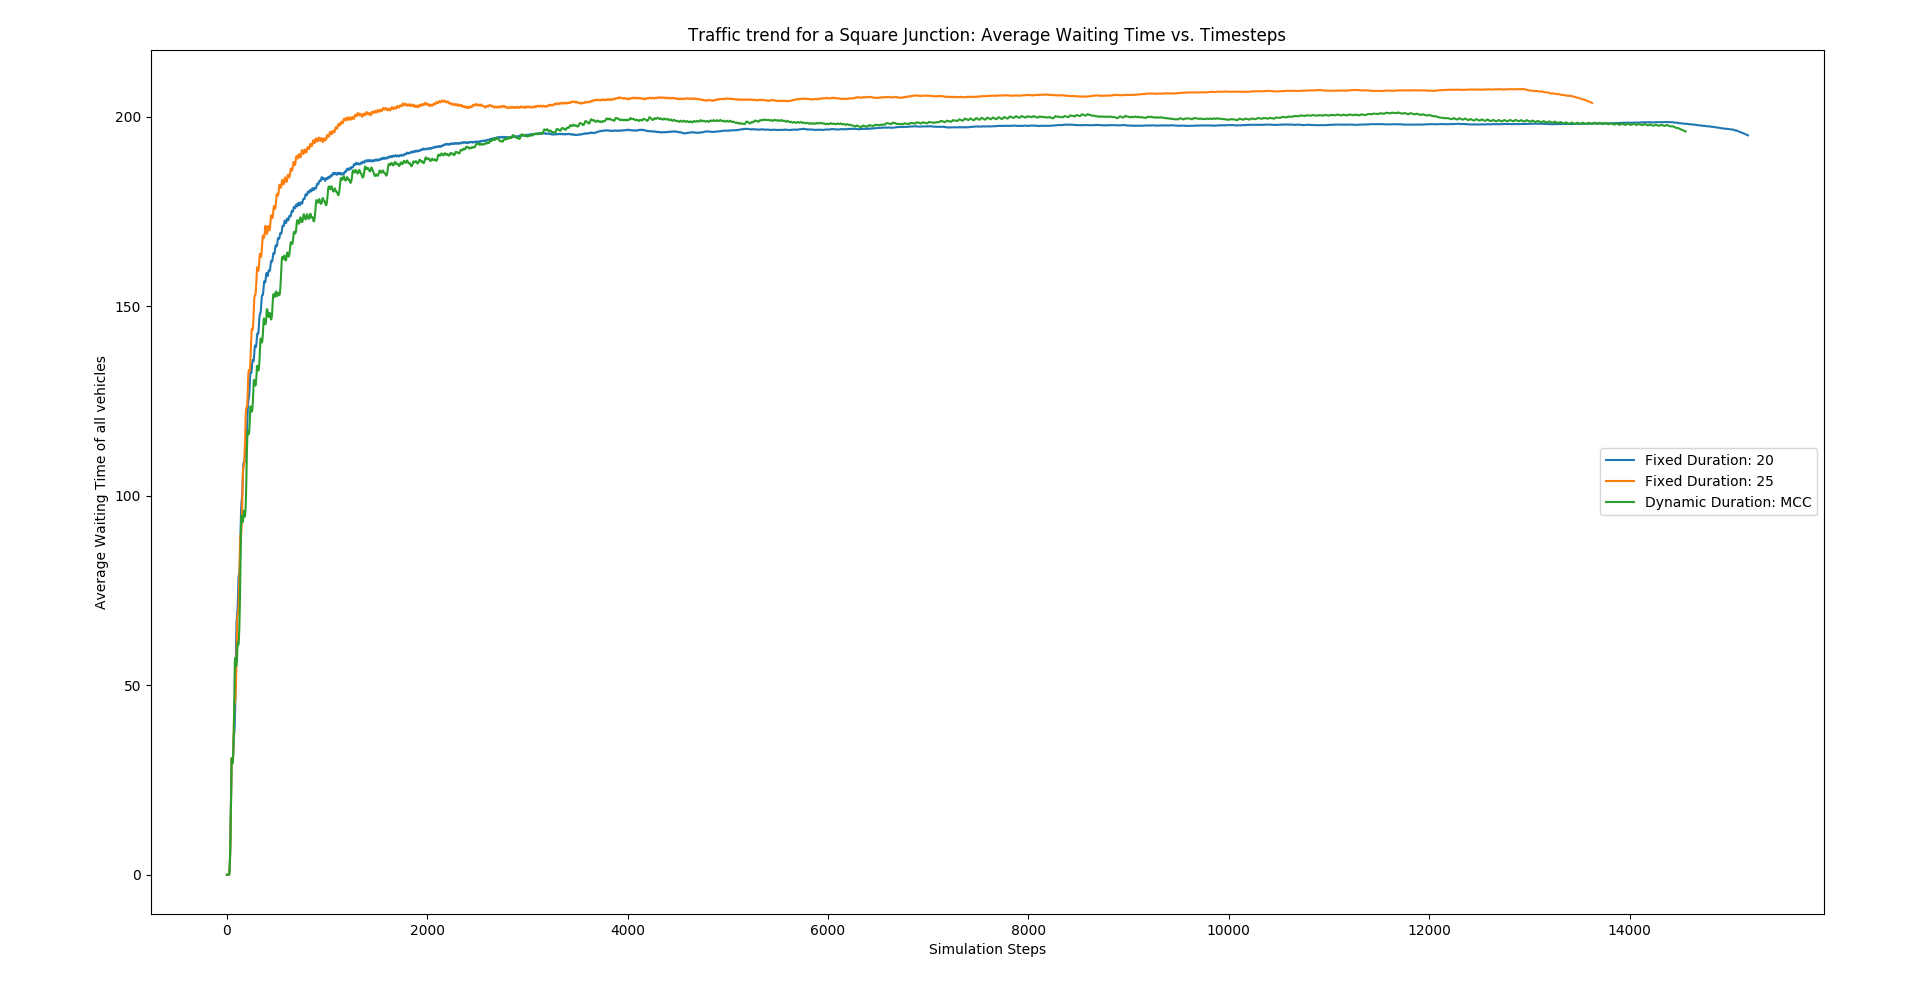 Traffic trend for a Square Junction: Average Waiting Time vs. Timesteps
Average Waiting Time of all vehicles
200
150
100
50
0
0 2000 4000 6000 8000 10000 12000 14000
Simulation Steps
Fixed Duration: 20
Fixed Duration: 25
Dynamic Duration: MCC